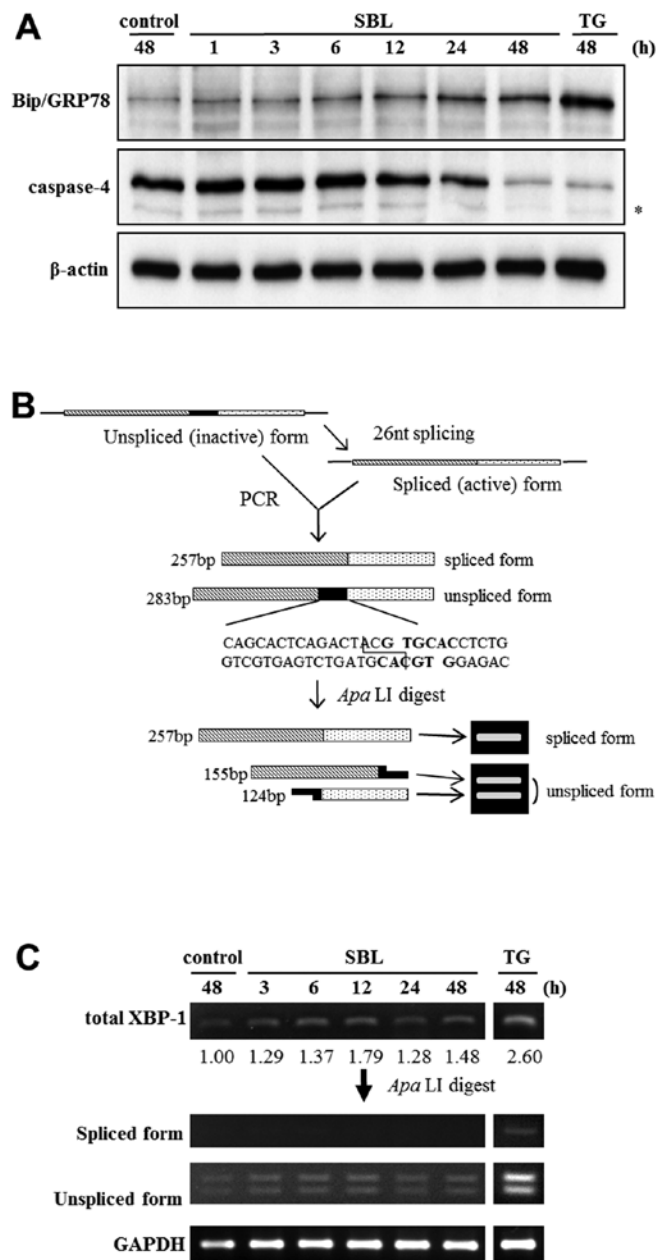 A
control SBL TG
48 1 3 6 12 24 48 48 (h)
Bip/GRP78
caspase-4
*
β-actin
B
Unspliced (inactive) form
26nt splicing
Spliced (active) form
PCR
257bp spliced form
283bp unspliced form
CAGCACTCAGACTACG TGCACCTCTG
GTCGTGAGTCTGATGCACGT GGAGAC
Apa LI digest
257bp spliced form
155bp
124bp unspliced form
C
control SBL TG
48 3 6 12 24 48 48 (h)
total XBP-1
1.00 1.29 1.37 1.79 1.28 1.48 2.60
Apa LI digest
Spliced form
Unspliced form
GAPDH